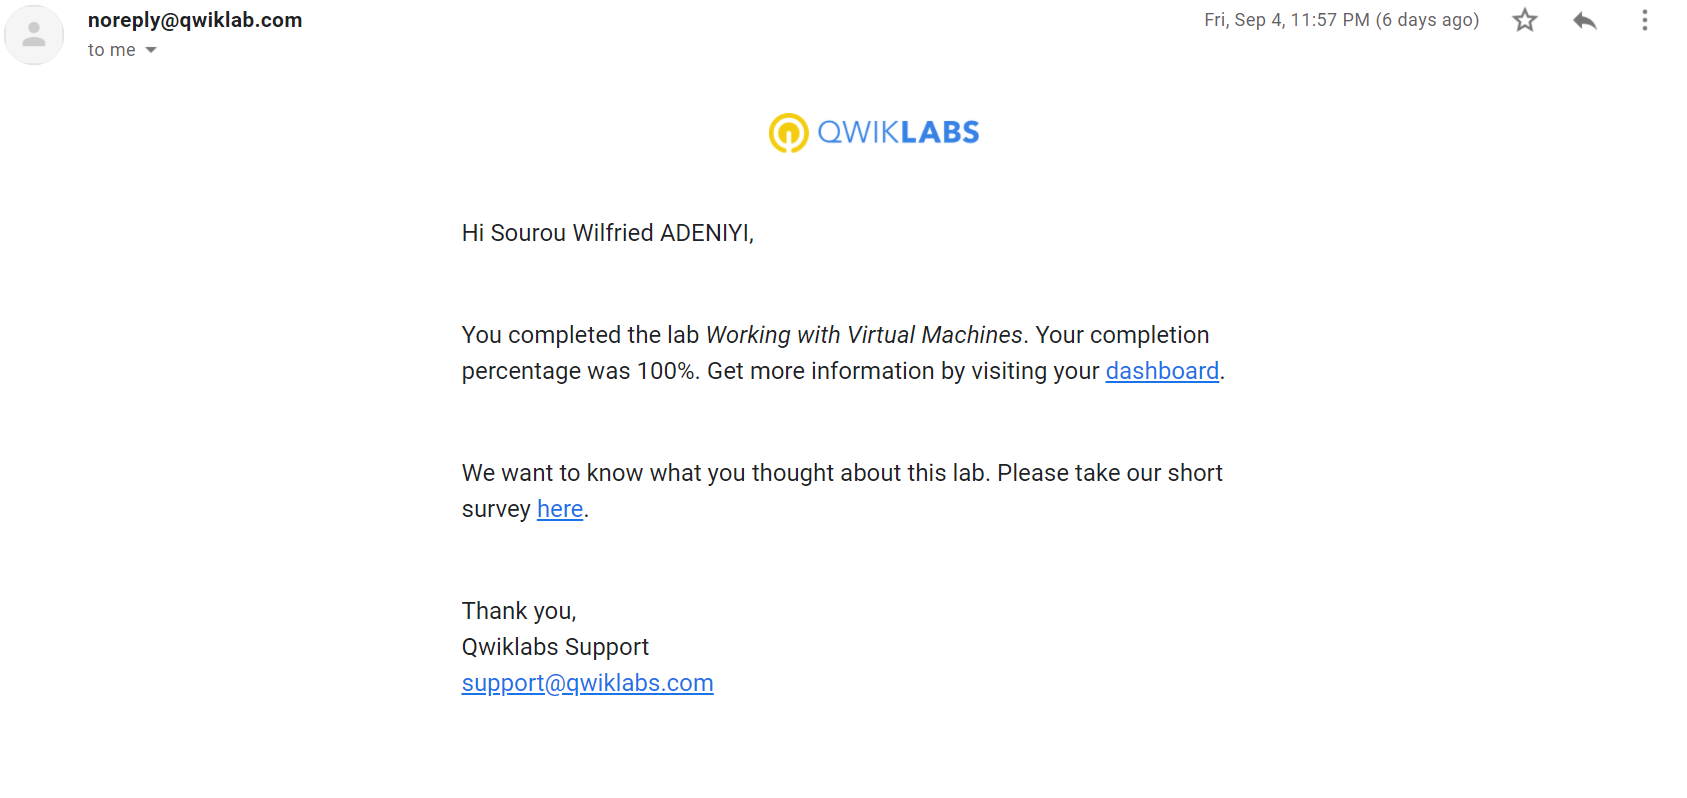 noreply@qwiklab.com
Fri, Sep 4, 11:57 PM (6 days ago)
to me
QWIKLABS
Hi Sourou Wilfried ADENIYI,
You completed the lab Working with Virtual Machines. Your completion
percentage was 100%. Get more information by visiting your dashboard.
We want to know what you thought about this lab. Please take our short
survey here.
Thank you,
Qwiklabs Support
support@qwiklabs.com